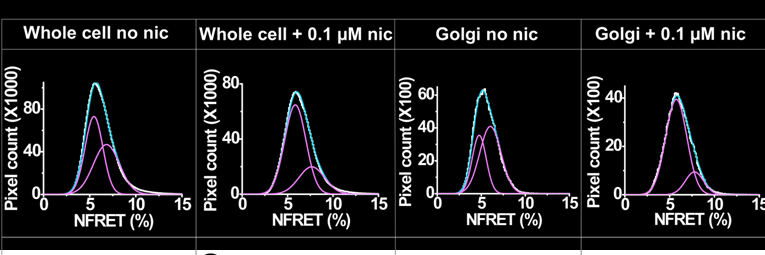 Whole cell no nic
Whole cell + 0.1 µM nic
Golgi no nic
Golgi + 0.1 µM nic
Pixel count (X1000)
80
40
0
0
5
10
15
NFRET (%)
Pixel count (X1000)
80
40
0
0
5
10
15
NFRET (%)
Pixel count (X100)
60
40
20
0
0
5
10
15
NFRET (%)
Pixel count (X100)
40
20
0
0
5
10
15
NFRET (%)